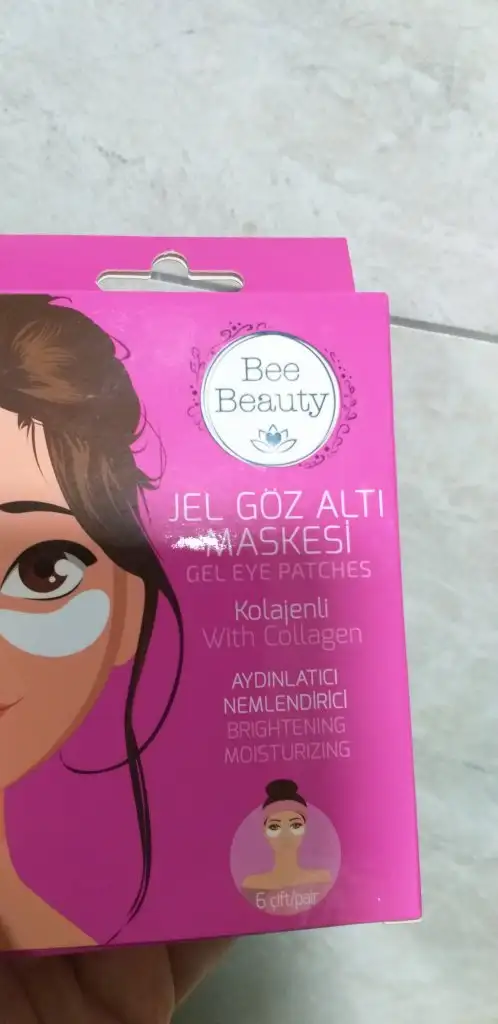 Bee
Beauty
JEL GÖZ ALTI
MASKESİ
GEL EYE PATCHES
Kolajenli
With Collagen
AYDINLATICI
NEMLENDİRİCİ
BRIGHTENING
MOISTURIZING
6 çift/pair